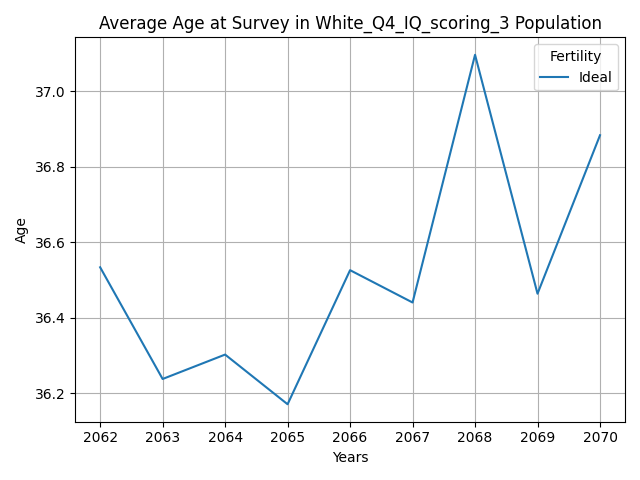 Average Age at Survey in White_Q4_IQ_scoring_3 Population
Fertility
Ideal
37.0
36.8
36.6
36.4
36.2
Age
2062 2063 2064 2065 2066 2067 2068 2069 2070
Years